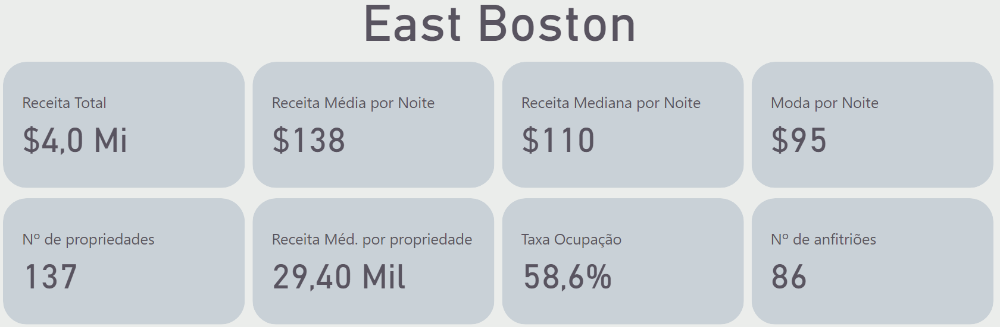 East Boston
Receita Total
$4,0 Mi
Receita Média por Noite
$138
Receita Mediana por Noite
$110
Moda por Noite
$95
Nº de propriedades
137
Receita Méd. por propriedade
29,40 Mil
Taxa Ocupação
58,6%
Nº de anfitriões
86